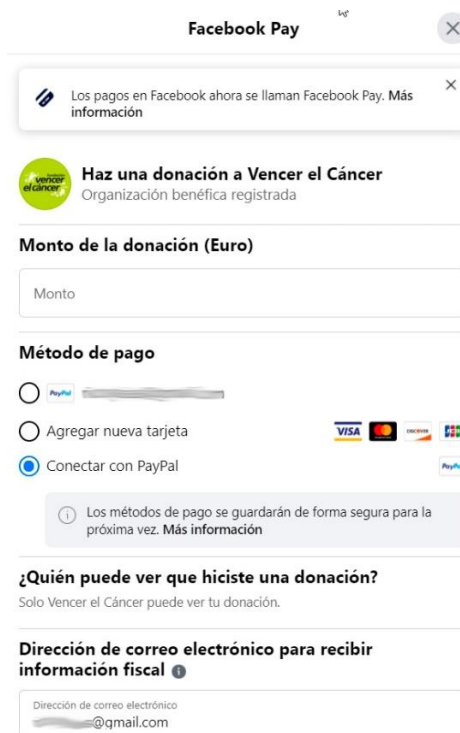 Facebook Pay
Los pagos en Facebook ahora se llaman Facebook Pay. Más
información
vencer
el cáncer
Haz una donación a Vencer el Cáncer
Organización benéfica registrada
Monto de la donación (Euro)
Monto
Método de pago
PayPal
Agregar nueva tarjeta
VISA
DISCOVER
JCB
Conectar con PayPal
PayPal
Los métodos de pago se guardarán de forma segura para la
próxima vez. Más información
¿Quién puede ver que hiciste una donación?
Solo Vencer el Cáncer puede ver tu donación.
Dirección de correo electrónico para recibir
información fiscal
Dirección de correo electrónico
@gmail.com